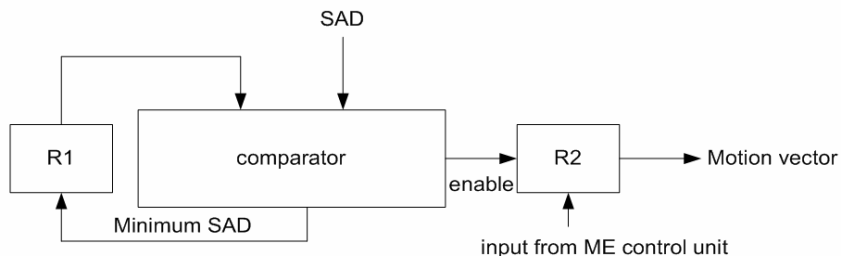 SAD
R1
comparator
R2
Motion vector
enable
Minimum SAD
input from ME control unit